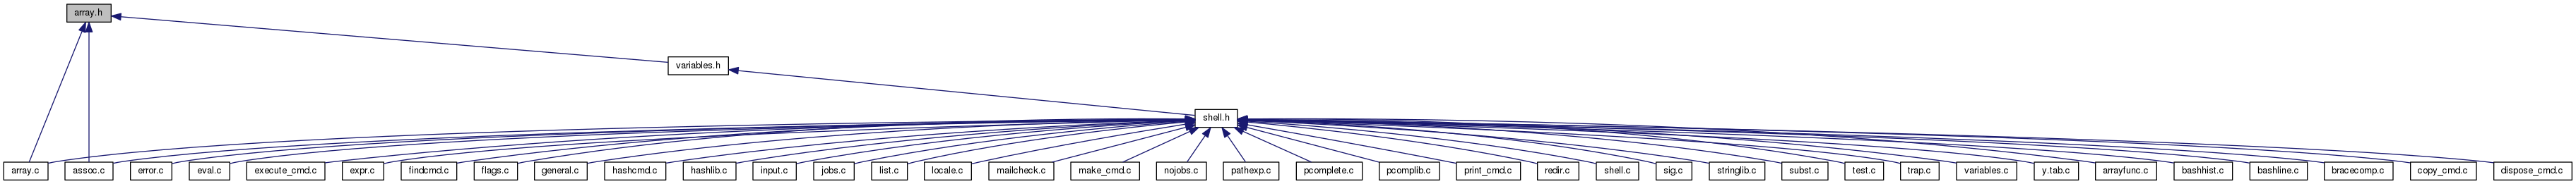 array.h
variables.h
shell.h
array.c
assoc.c
error.c
eval.c
execute_cmd.c
expr.c
findcmd.c
flags.c
general.c
hashcmd.c
hashlib.c
input.c
jobs.c
list.c
locale.c
mailcheck.c
make_cmd.c
nojobs.c
pathexp.c
pcomplete.c
pcomplib.c
print_cmd.c
redir.c
shell.c
sig.c
stringlib.c
subst.c
test.c
trap.c
variables.c
y.tab.c
arrayfunc.c
bashhist.c
bashline.c
bracecomp.c
copy_cmd.c
dispose_cmd.c